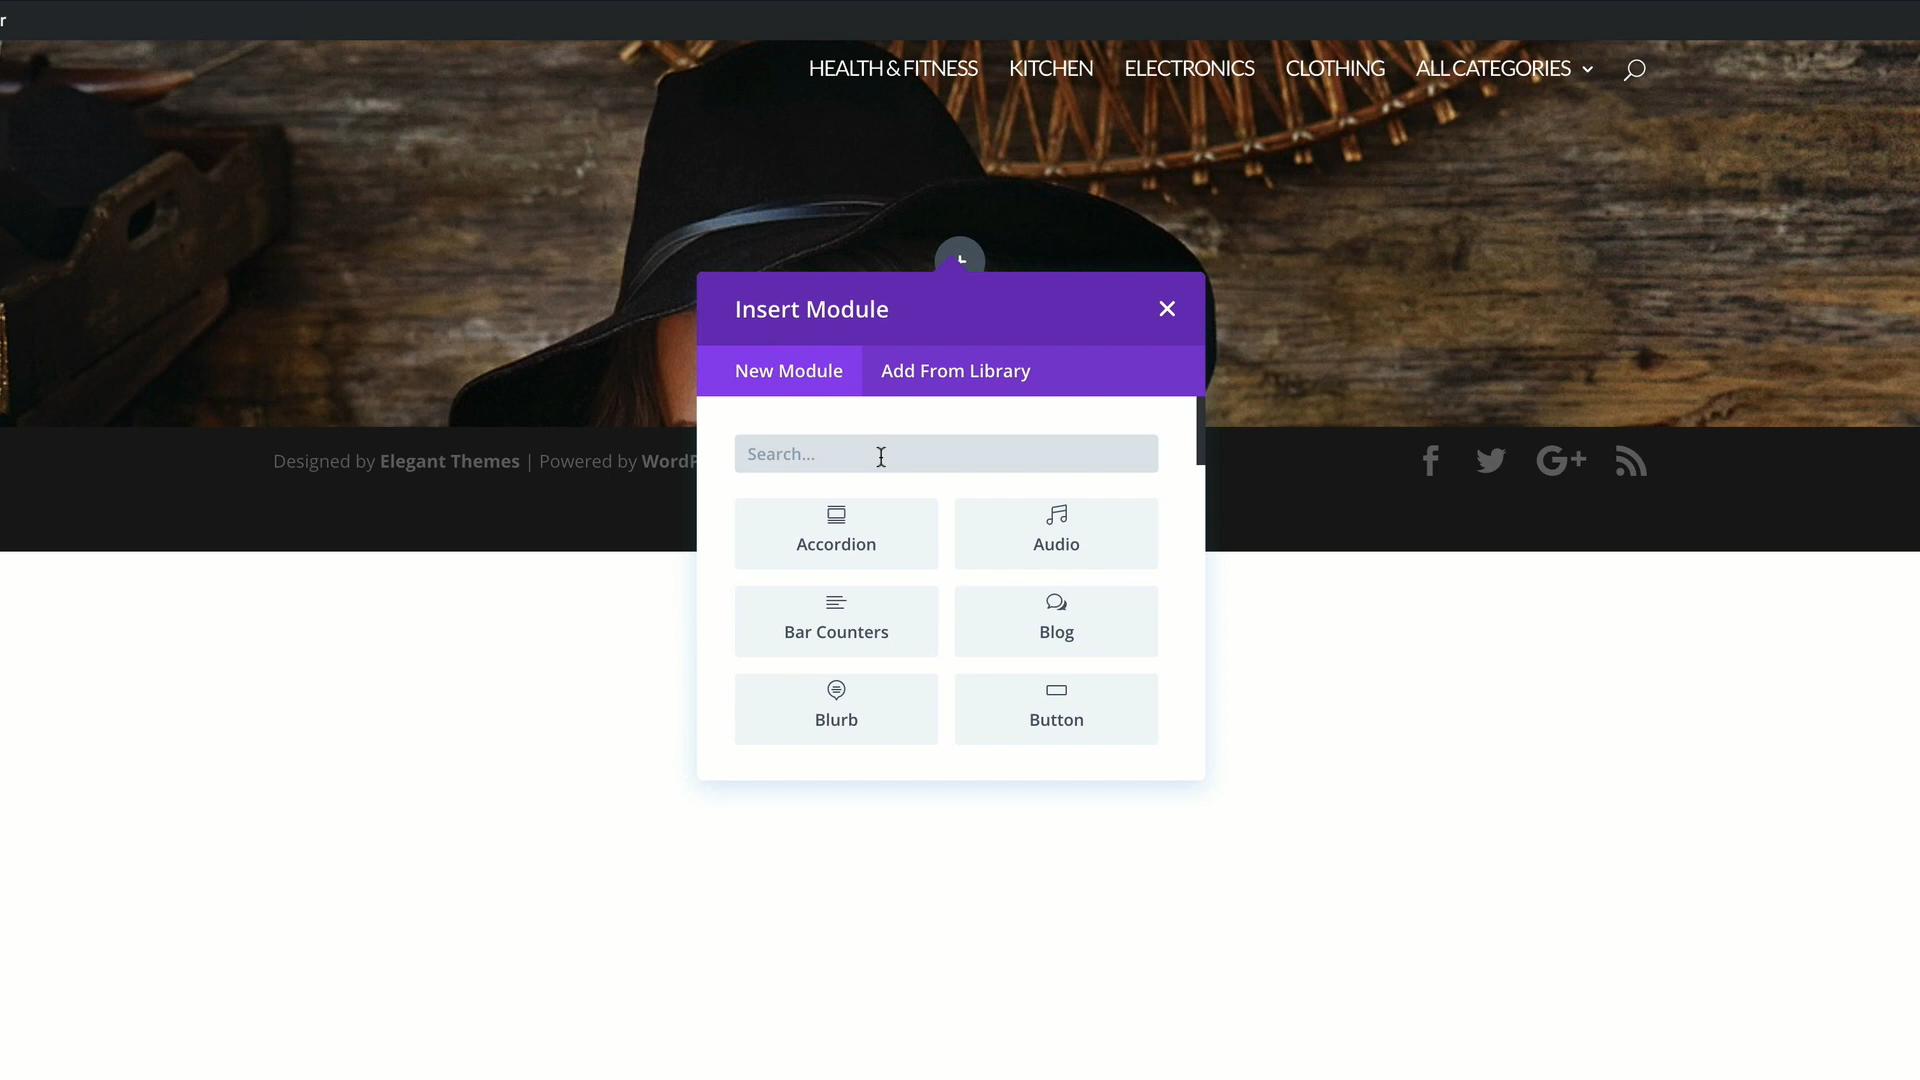 r
HEALTH & FITNESS KITCHEN ELECTRONICS CLOTHING ALL CATEGORIES
Insert Module
New Module Add From Library
Search...
Designed by Elegant Themes | Powered by
Accordion Audio
Bar Counters Blog
Blurb Button